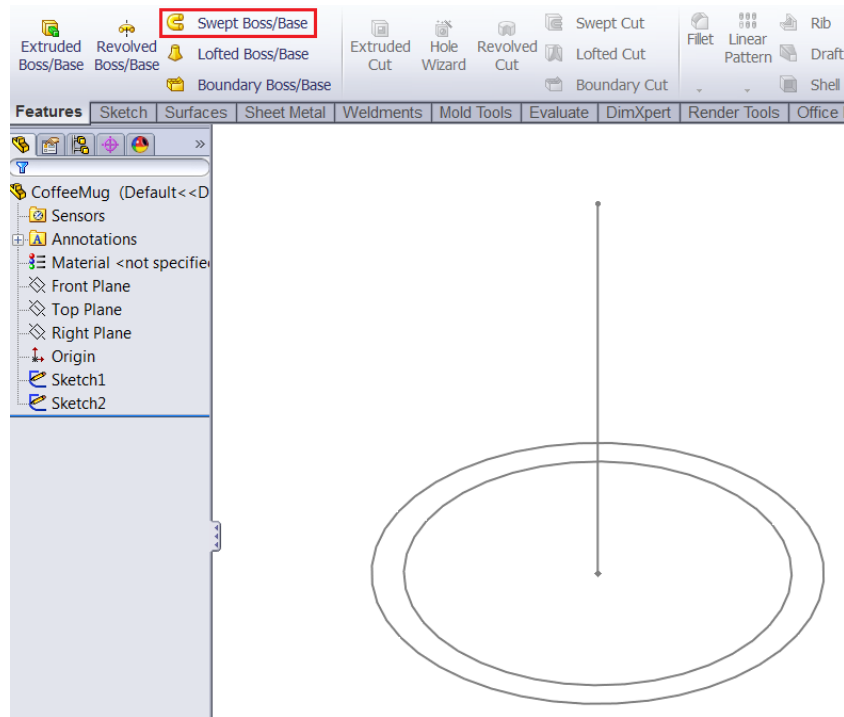 Swept Boss/Base
Extruded Boss/Base
Revolved Boss/Base
Lofted Boss/Base
Boundary Boss/Base
Extruded Cut
Hole Wizard
Revolved Cut
Swept Cut
Lofted Cut
Boundary Cut
Fillet
Linear Pattern
Rib
Draft
Shell
Features Sketch Surfaces Sheet Metal Weldments Mold Tools Evaluate DimXpert Render Tools Office
»
CoffeeMug (Default<<D
Sensors
A Annotations
Material <not specifie
Front Plane
Top Plane
Right Plane
Origin
Sketch1
Sketch2